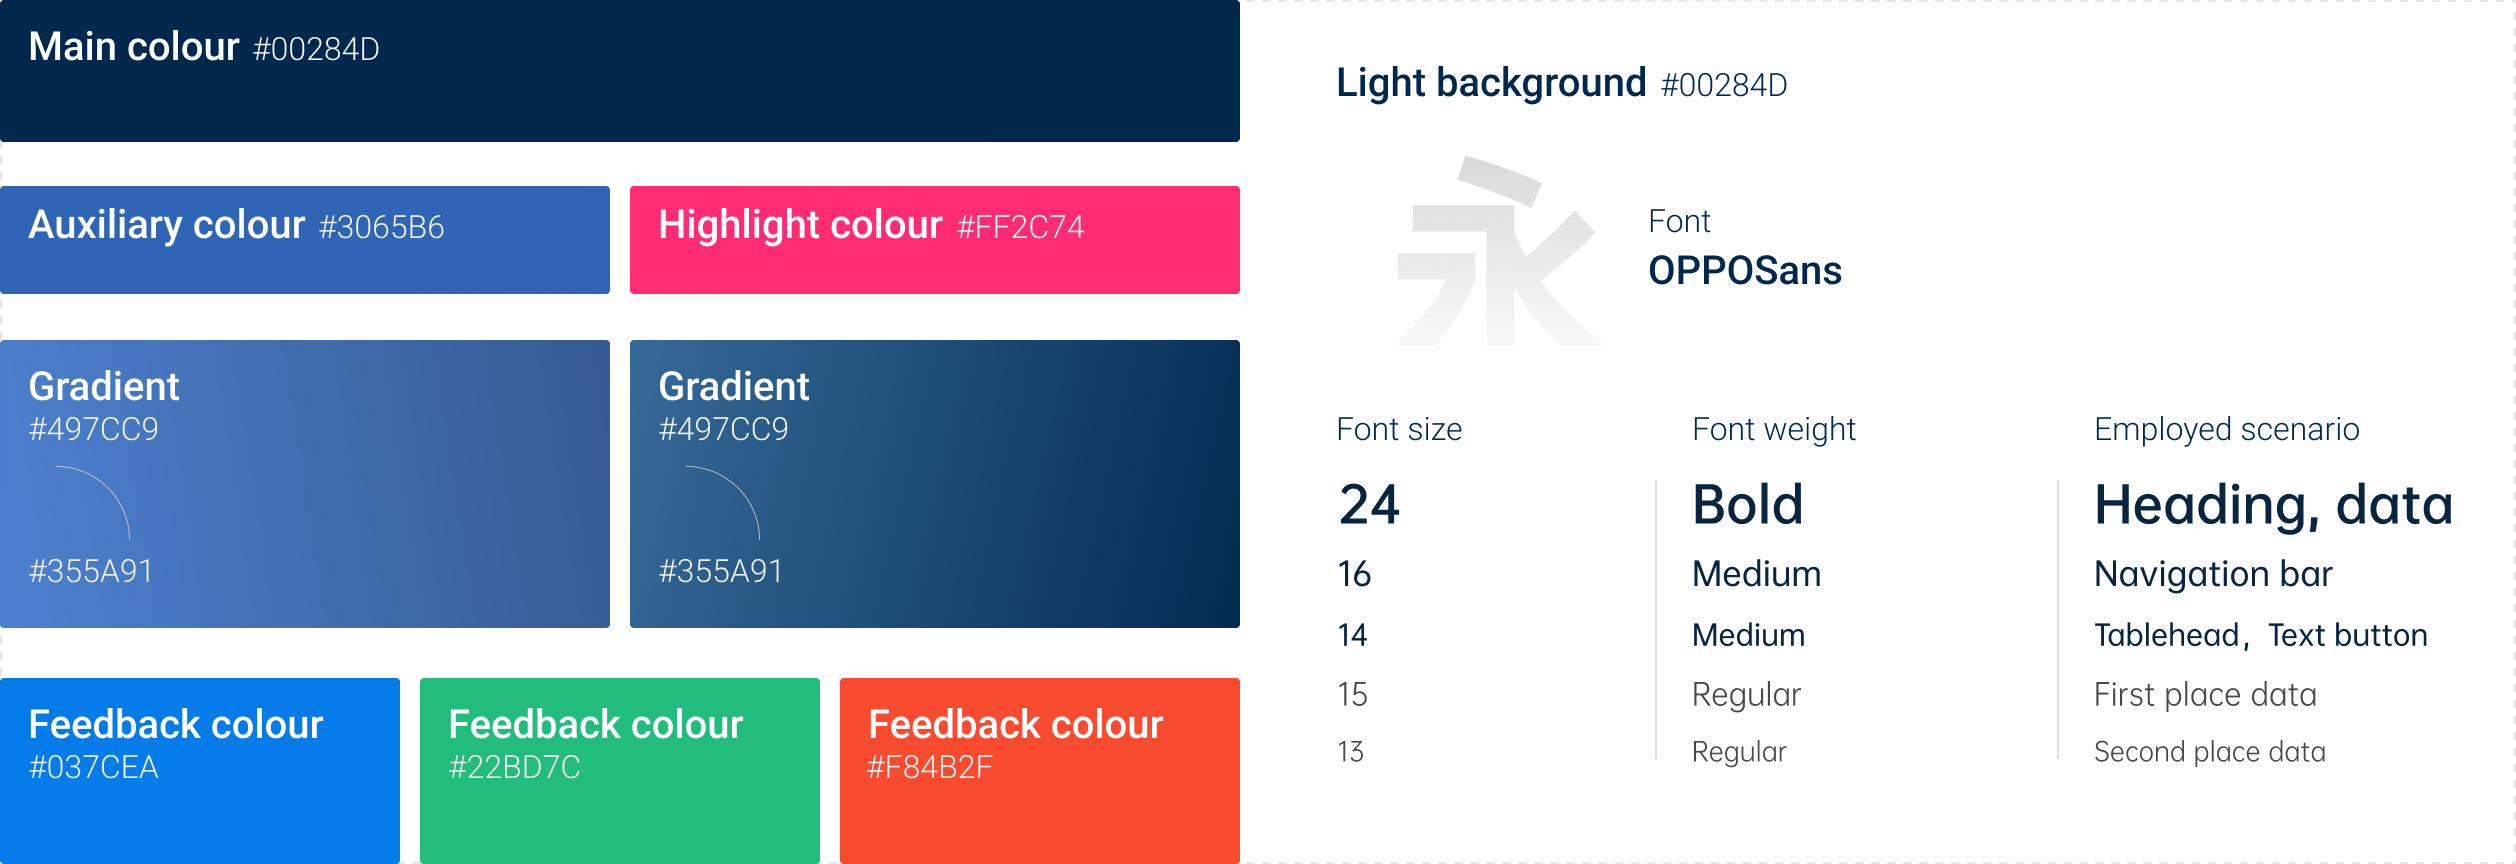 Main colour #00284D
Auxiliary colour #3065B6
Highlight colour #FF2C74
Gradient
#497CC9
#355A91
Gradient
#497CC9
#355A91
Feedback colour
#037CEA
Feedback colour
#22BD7C
Feedback colour
#F84B2F
Light background #00284D
永
Font
OPPOSans
Font size Font weight Employed scenario
24 Bold Heading, data
16 Medium Navigation bar
14 Medium Tablehead，Text button
15 Regular First place data
13 Regular Second place data